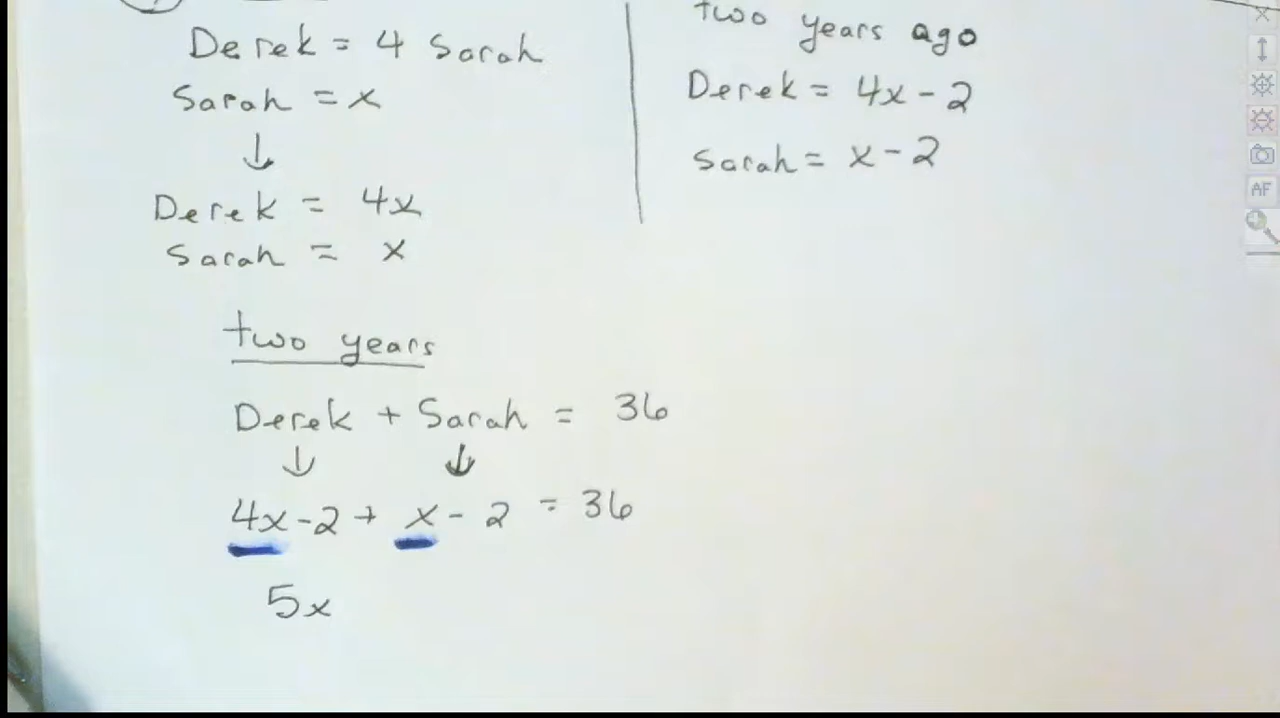 Derek = 4 Sarah
Sarah = x
↓
Derek = 4x
Sarah = x
two years ago
Derek = 4x - 2
Sarah = x - 2
two years
Derek + Sarah = 36
↓ ↓
4x - 2 + x - 2 = 36
5x
AF